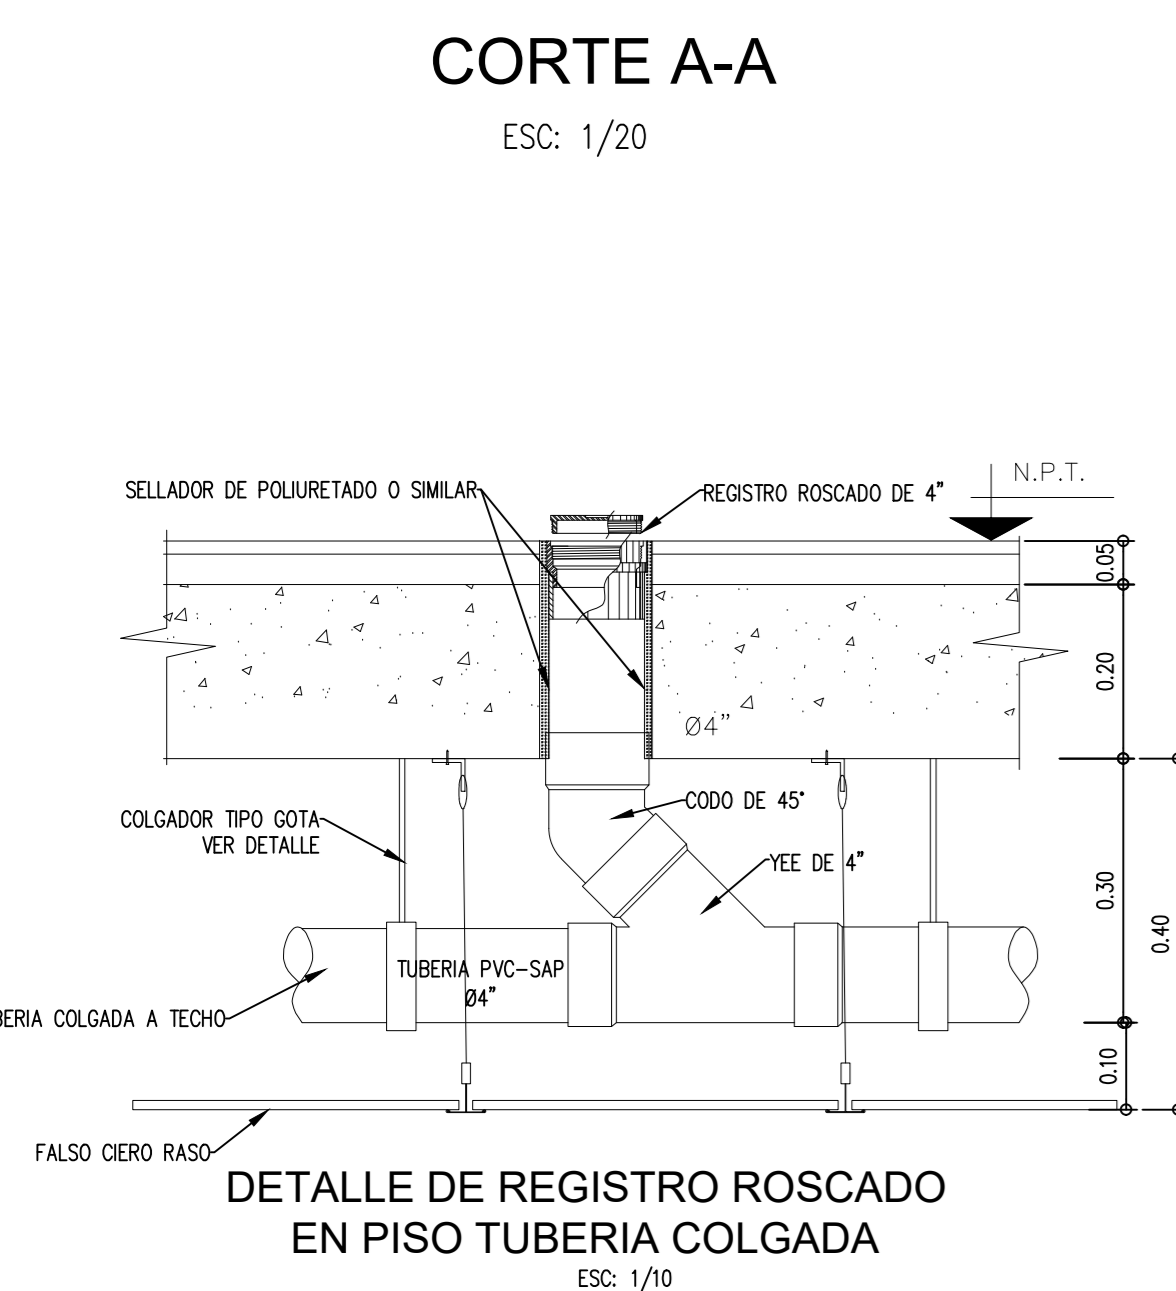 CORTE A-A
ESC: 1/20
SELLADOR DE POLIURETADO O SIMILAR
REGISTRO ROSCADO DE 4"
N.P.T.
0.05
0.20
Ø4"
COLGADOR TIPO GOTA
VER DETALLE
CODO DE 45°
YEE DE 4"
0.30
0.40
TUBERIA PVC-SAP
Ø4"
COLGADA A TECHO
0.10
FALSO CIERO RASO
DETALLE DE REGISTRO ROSCADO
EN PISO TUBERIA COLGADA
ESC: 1/10